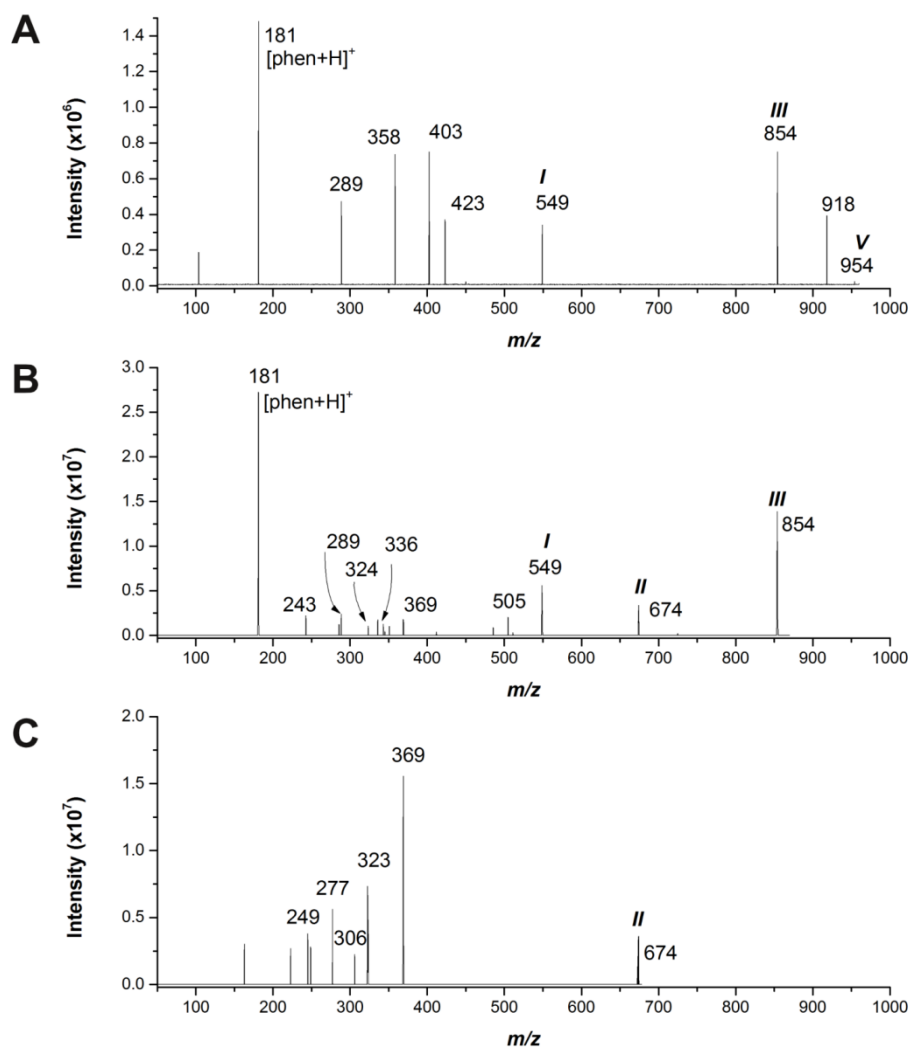 A
Intensity (x10⁶)
1.4
1.2
1.0
0.8
0.6
0.4
0.2
0.0
181
[phen+H]⁺
289
358
403
423
I
549
III
854
918
V
954
100 200 300 400 500 600 700 800 900 1000
m/z
B
Intensity (x10⁷)
3.0
2.5
2.0
1.5
1.0
0.5
0.0
181
[phen+H]⁺
243
289
324
336
369
505
I
549
II
674
III
854
100 200 300 400 500 600 700 800 900 1000
m/z
C
Intensity (x10⁷)
2.0
1.5
1.0
0.5
0.0
249
277
306
323
369
II
674
100 200 300 400 500 600 700 800 900 1000
m/z